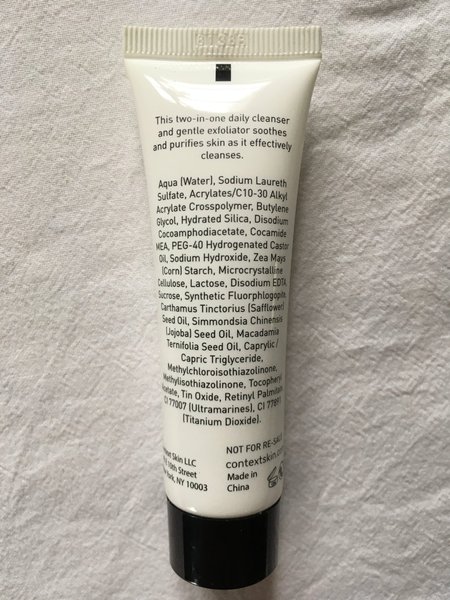 This two-in-one daily cleanser
and gentle exfoliator soothes
and purifies skin as it effectively
cleanses.
Aqua (Water), Sodium Laureth
Sulfate, Acrylates/C10-30 Alkyl
Acrylate Crosspolymer, Butylene
Glycol, Hydrated Silica, Disodium
Cocoamphodiacetate, Cocamide
MEA, PEG-40 Hydrogenated Castor
Oil, Sodium Hydroxide, Zea Mays
(Corn) Starch, Microcrystalline
Cellulose, Lactose, Disodium EDTA,
Sucrose, Synthetic Fluorphlogopite,
Carthamus Tinctorius (Safflower)
Seed Oil, Simmondsia Chinensis
(Jojoba) Seed Oil, Macadamia
Ternifolia Seed Oil, Caprylic /
Capric Triglyceride,
Methylchloroisothiazolinone,
Methylisothiazolinone, Tocopheryl
Acetate, Tin Oxide, Retinyl Palmitate,
CI 77007 (Ultramarines), CI 77891
(Titanium Dioxide).
Skin LLC
Street
NY 10003
NOT FOR RE-SALE
contextskin.
Made in
China